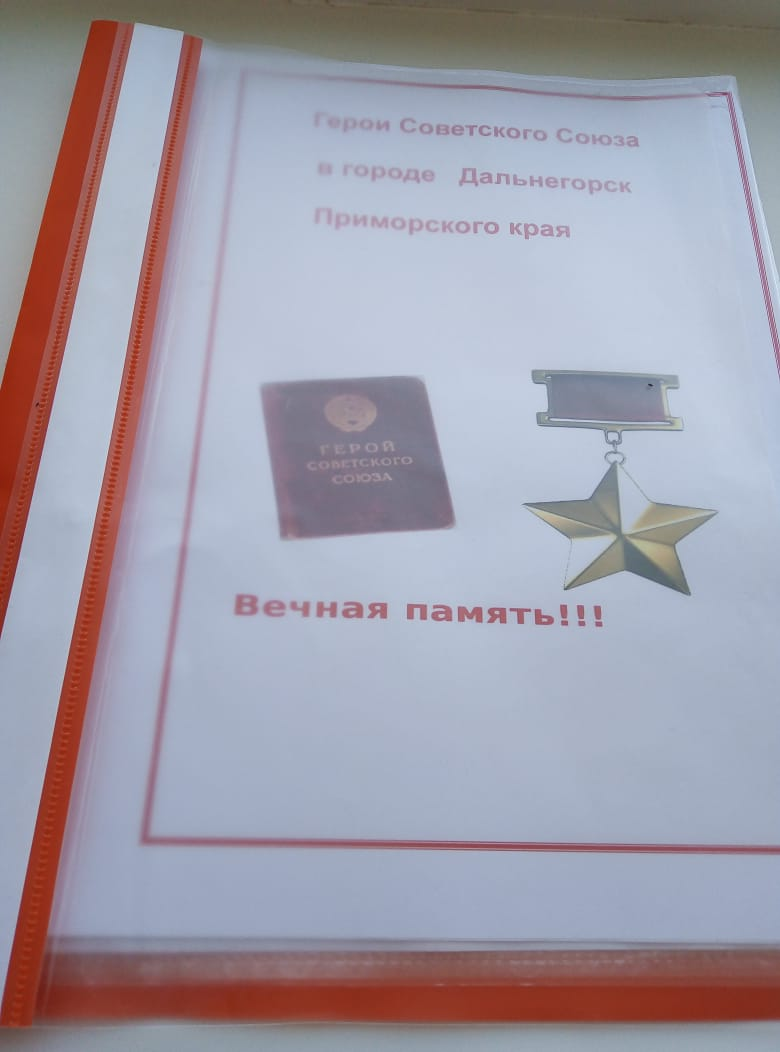 Герои Советского Союза
в городе Дальнегорск
Приморского края
ГЕРОЙ
СОВЕТСКОГО
СОЮЗА
Вечная память!!!